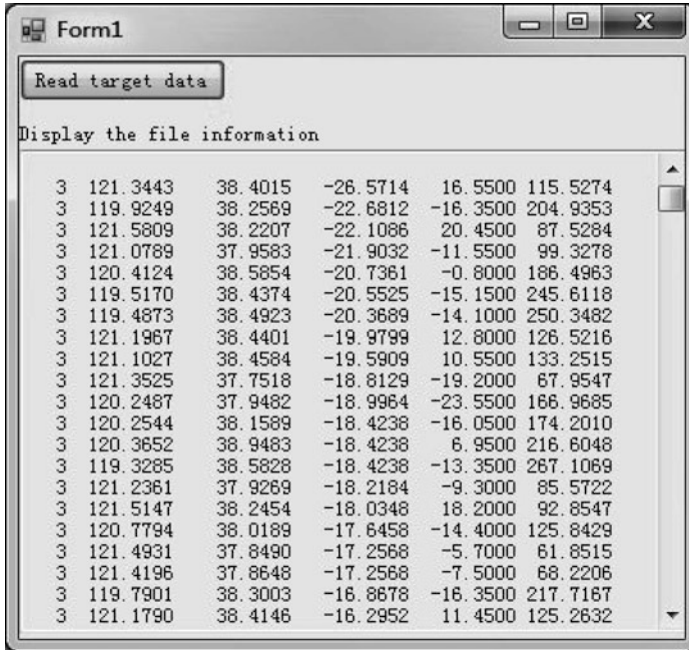 Form1
Read target data
Display the file information
3 121.3443 38.4015 -26.5714 16.5500 115.5274
3 119.9249 38.2569 -22.6812 -16.3500 204.9353
3 121.5809 38.2207 -22.1086 20.4500 87.5284
3 121.0789 37.9583 -21.9032 -11.5500 99.3278
3 120.4124 38.5854 -20.7361 -0.8000 186.4963
3 119.5170 38.4374 -20.5525 -15.1500 245.6118
3 119.4873 38.4923 -20.3689 -14.1000 250.3482
3 121.1967 38.4401 -19.9799 12.8000 126.5216
3 121.1027 38.4584 -19.5909 10.5500 133.2515
3 121.3525 37.7518 -18.8129 -19.2000 67.9547
3 120.2487 37.9482 -18.9964 -23.5500 166.9685
3 120.2544 38.1589 -18.4238 -16.0500 174.2010
3 120.3652 38.9483 -18.4238 6.9500 216.6048
3 119.3285 38.5828 -18.4238 -13.3500 267.1069
3 121.2361 37.9269 -18.2184 -9.3000 85.5722
3 121.5147 38.2454 -18.0348 18.2000 92.8547
3 120.7794 38.0189 -17.6458 -14.4000 125.8429
3 121.4931 37.8490 -17.2568 -5.7000 61.8515
3 121.4196 37.8648 -17.2568 -7.5000 68.2206
3 119.7901 38.3003 -16.8678 -16.3500 217.7167
3 121.1790 38.4146 -16.2952 11.4500 125.2632